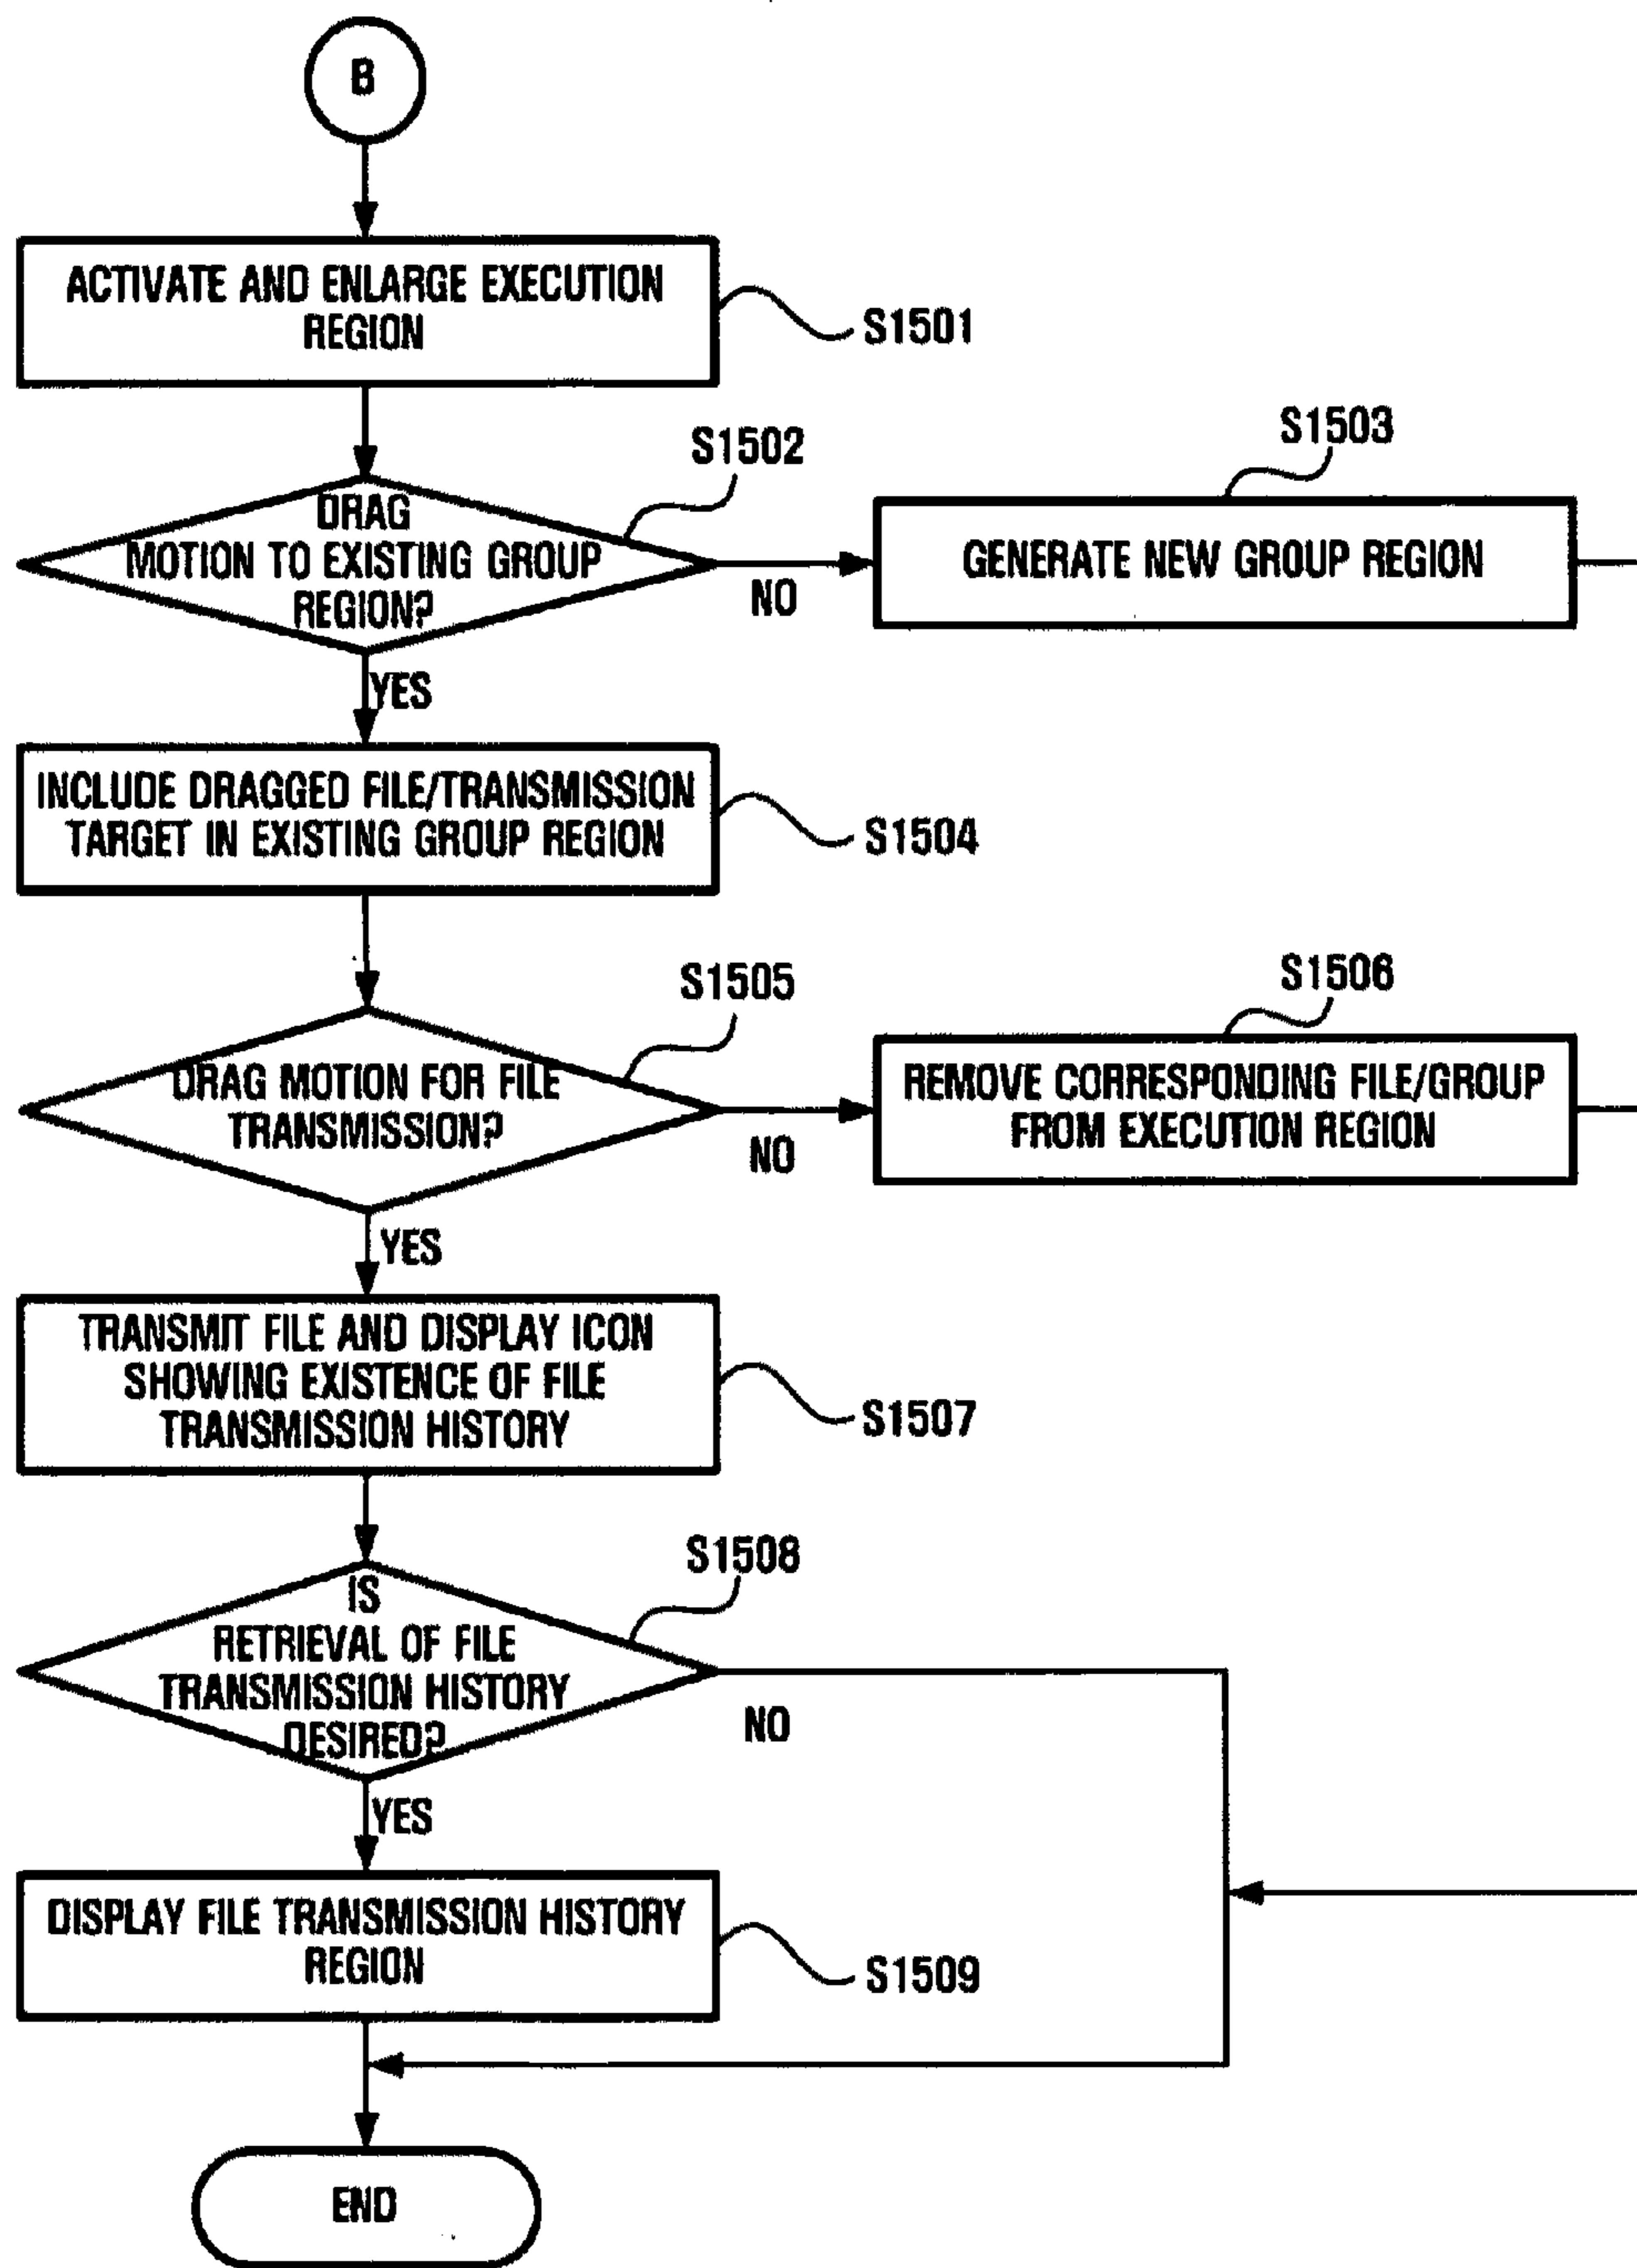 B
ACTIVATE AND ENLARGE EXECUTION
REGION
S1501
S1502
DRAG
MOTION TO EXISTING GROUP
REGION?
NO
YES
S1503
GENERATE NEW GROUP REGION
INCLUDE DRAGGED FILE/TRANSMISSION
TARGET IN EXISTING GROUP REGION
S1504
S1505
DRAG MOTION FOR FILE
TRANSMISSION?
NO
YES
S1506
REMOVE CORRESPONDING FILE/GROUP
FROM EXECUTION REGION
TRANSMIT FILE AND DISPLAY ICON
SHOWING EXISTENCE OF FILE
TRANSMISSION HISTORY
S1507
S1508
IS
RETRIEVAL OF FILE
TRANSMISSION HISTORY
DESIRED?
NO
YES
DISPLAY FILE TRANSMISSION HISTORY
REGION
S1509
END